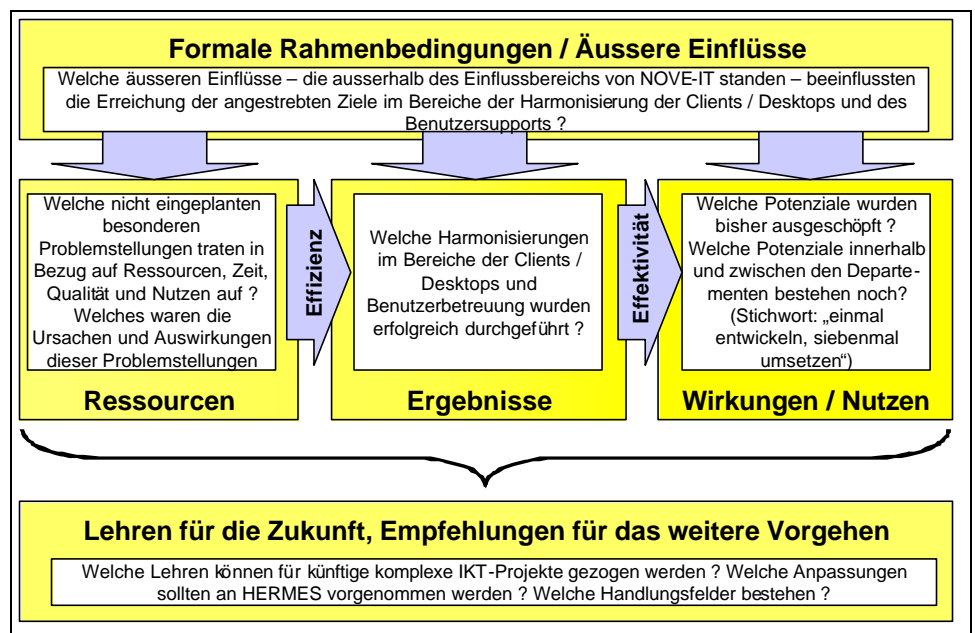 Formale Rahmenbedingungen / Äussere Einflüsse
Welche äusseren Einflüsse – die ausserhalb des Einflussbereichs von NOVE-IT standen – beeinflussten
die Erreichung der angestrebten Ziele im Bereiche der Harmonisierung der Clients / Desktops und des
Benutzersupports ?
Welche nicht eingeplanten
besonderen
Problemstellungen traten in
Bezug auf Ressourcen, Zeit,
Qualität und Nutzen auf ?
Welches waren die
Ursachen und Auswirkungen
dieser Problemstellungen
Ressourcen
Effizienz
Welche Harmonisierungen
im Bereiche der Clients /
Desktops und
Benutzerbetreuung wurden
erfolgreich durchgeführt ?
Ergebnisse
Effektivität
Welche Potenziale wurden
bisher ausgeschöpft ?
Welche Potenziale innerhalb
und zwischen den Departe-
menten bestehen noch?
(Stichwort: „einmal
entwickeln, siebenmal
umsetzen“)
Wirkungen / Nutzen
Lehren für die Zukunft, Empfehlungen für das weitere Vorgehen
Welche Lehren können für künftige komplexe IKT-Projekte gezogen werden ? Welche Anpassungen
sollten an HERMES vorgenommen werden ? Welche Handlungsfelder bestehen ?